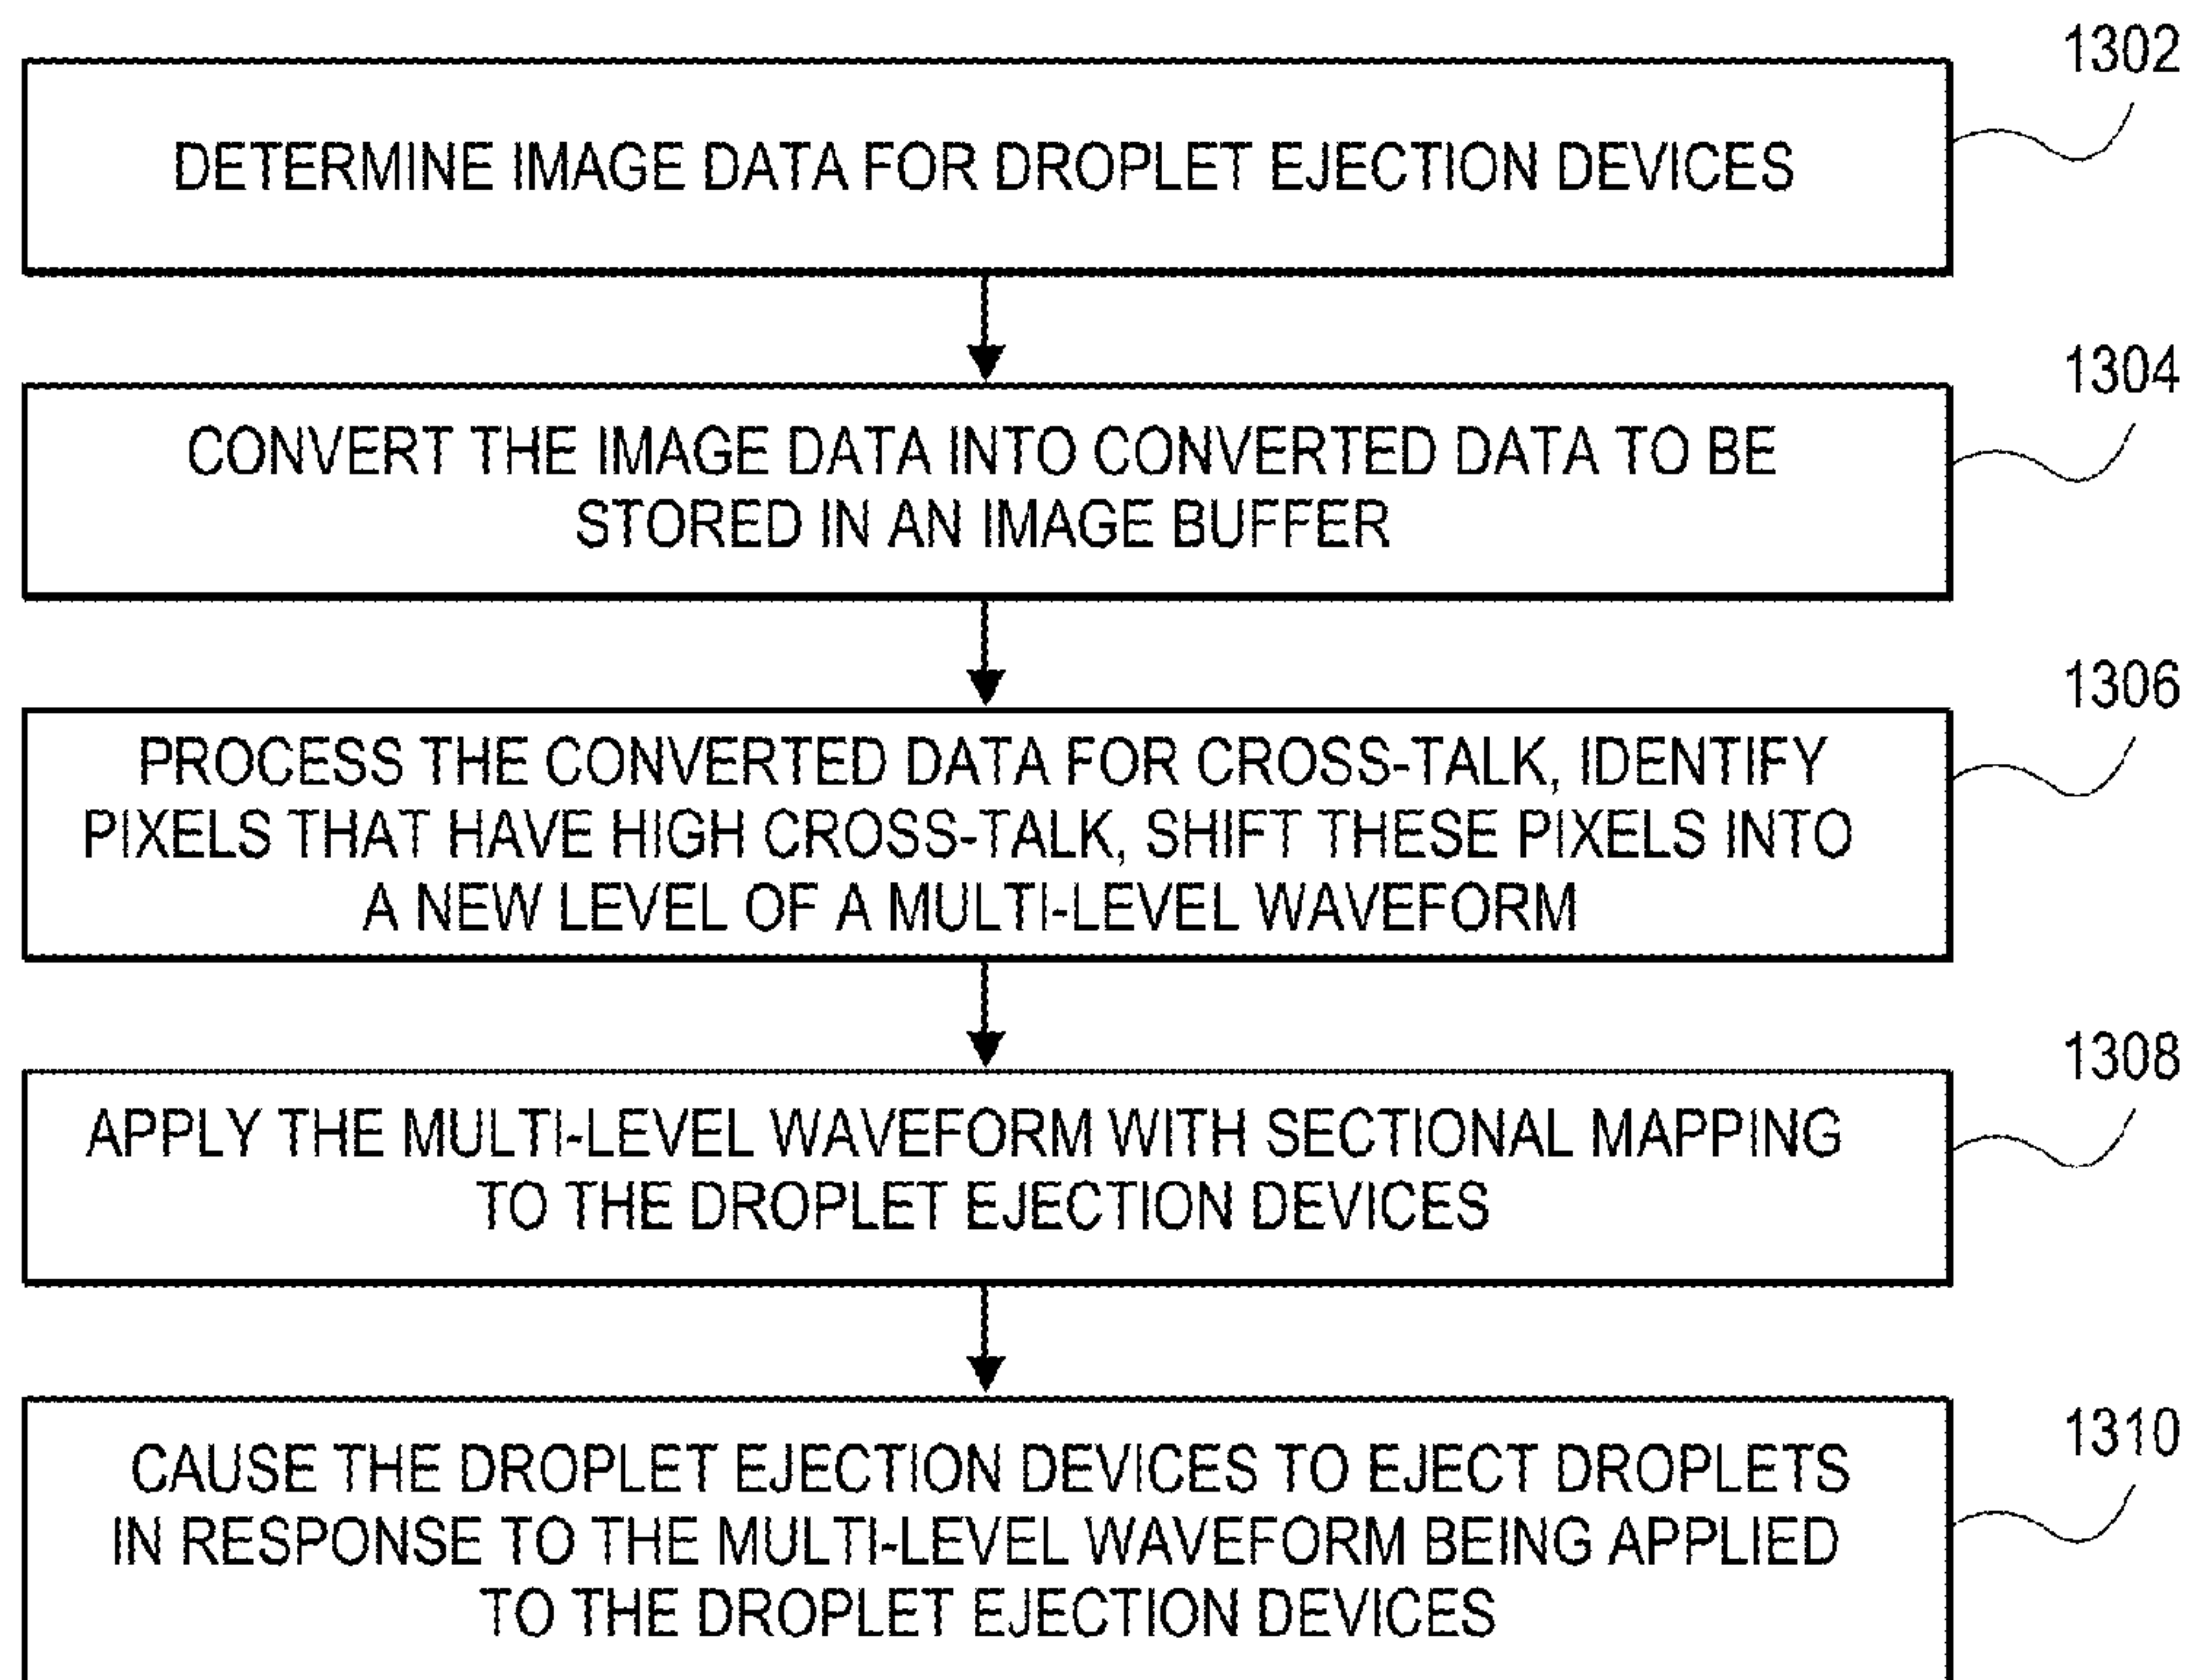 1302
DETERMINE IMAGE DATA FOR DROPLET EJECTION DEVICES
1304
CONVERT THE IMAGE DATA INTO CONVERTED DATA TO BE
STORED IN AN IMAGE BUFFER
1306
PROCESS THE CONVERTED DATA FOR CROSS-TALK, IDENTIFY
PIXELS THAT HAVE HIGH CROSS-TALK, SHIFT THESE PIXELS INTO
A NEW LEVEL OF A MULTI-LEVEL WAVEFORM
1308
APPLY THE MULTI-LEVEL WAVEFORM WITH SECTIONAL MAPPING
TO THE DROPLET EJECTION DEVICES
1310
CAUSE THE DROPLET EJECTION DEVICES TO EJECT DROPLETS
IN RESPONSE TO THE MULTI-LEVEL WAVEFORM BEING APPLIED
TO THE DROPLET EJECTION DEVICES